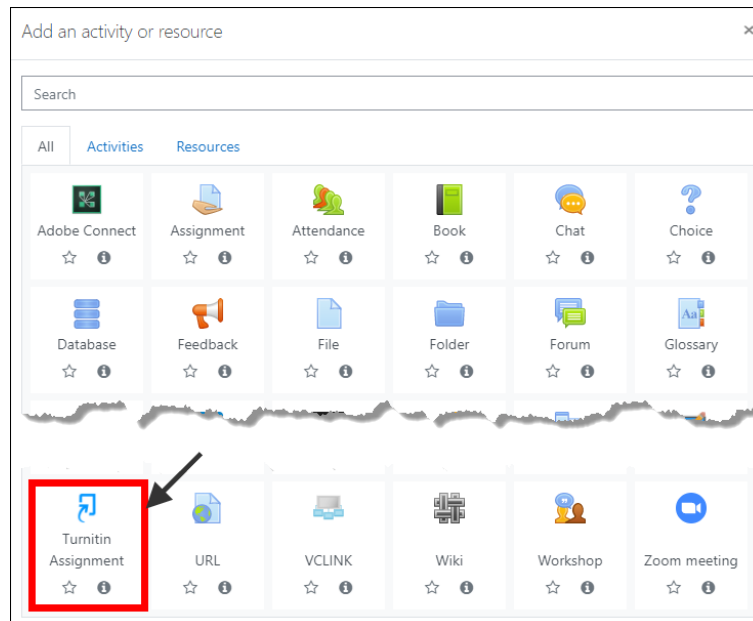 Add an activity or resource
Search
All Activities Resources
Adobe Connect Assignment Attendance Book Chat Choice
Database Feedback File Folder Forum Glossary
Turnitin
Assignment URL VCLINK Wiki Workshop Zoom meeting